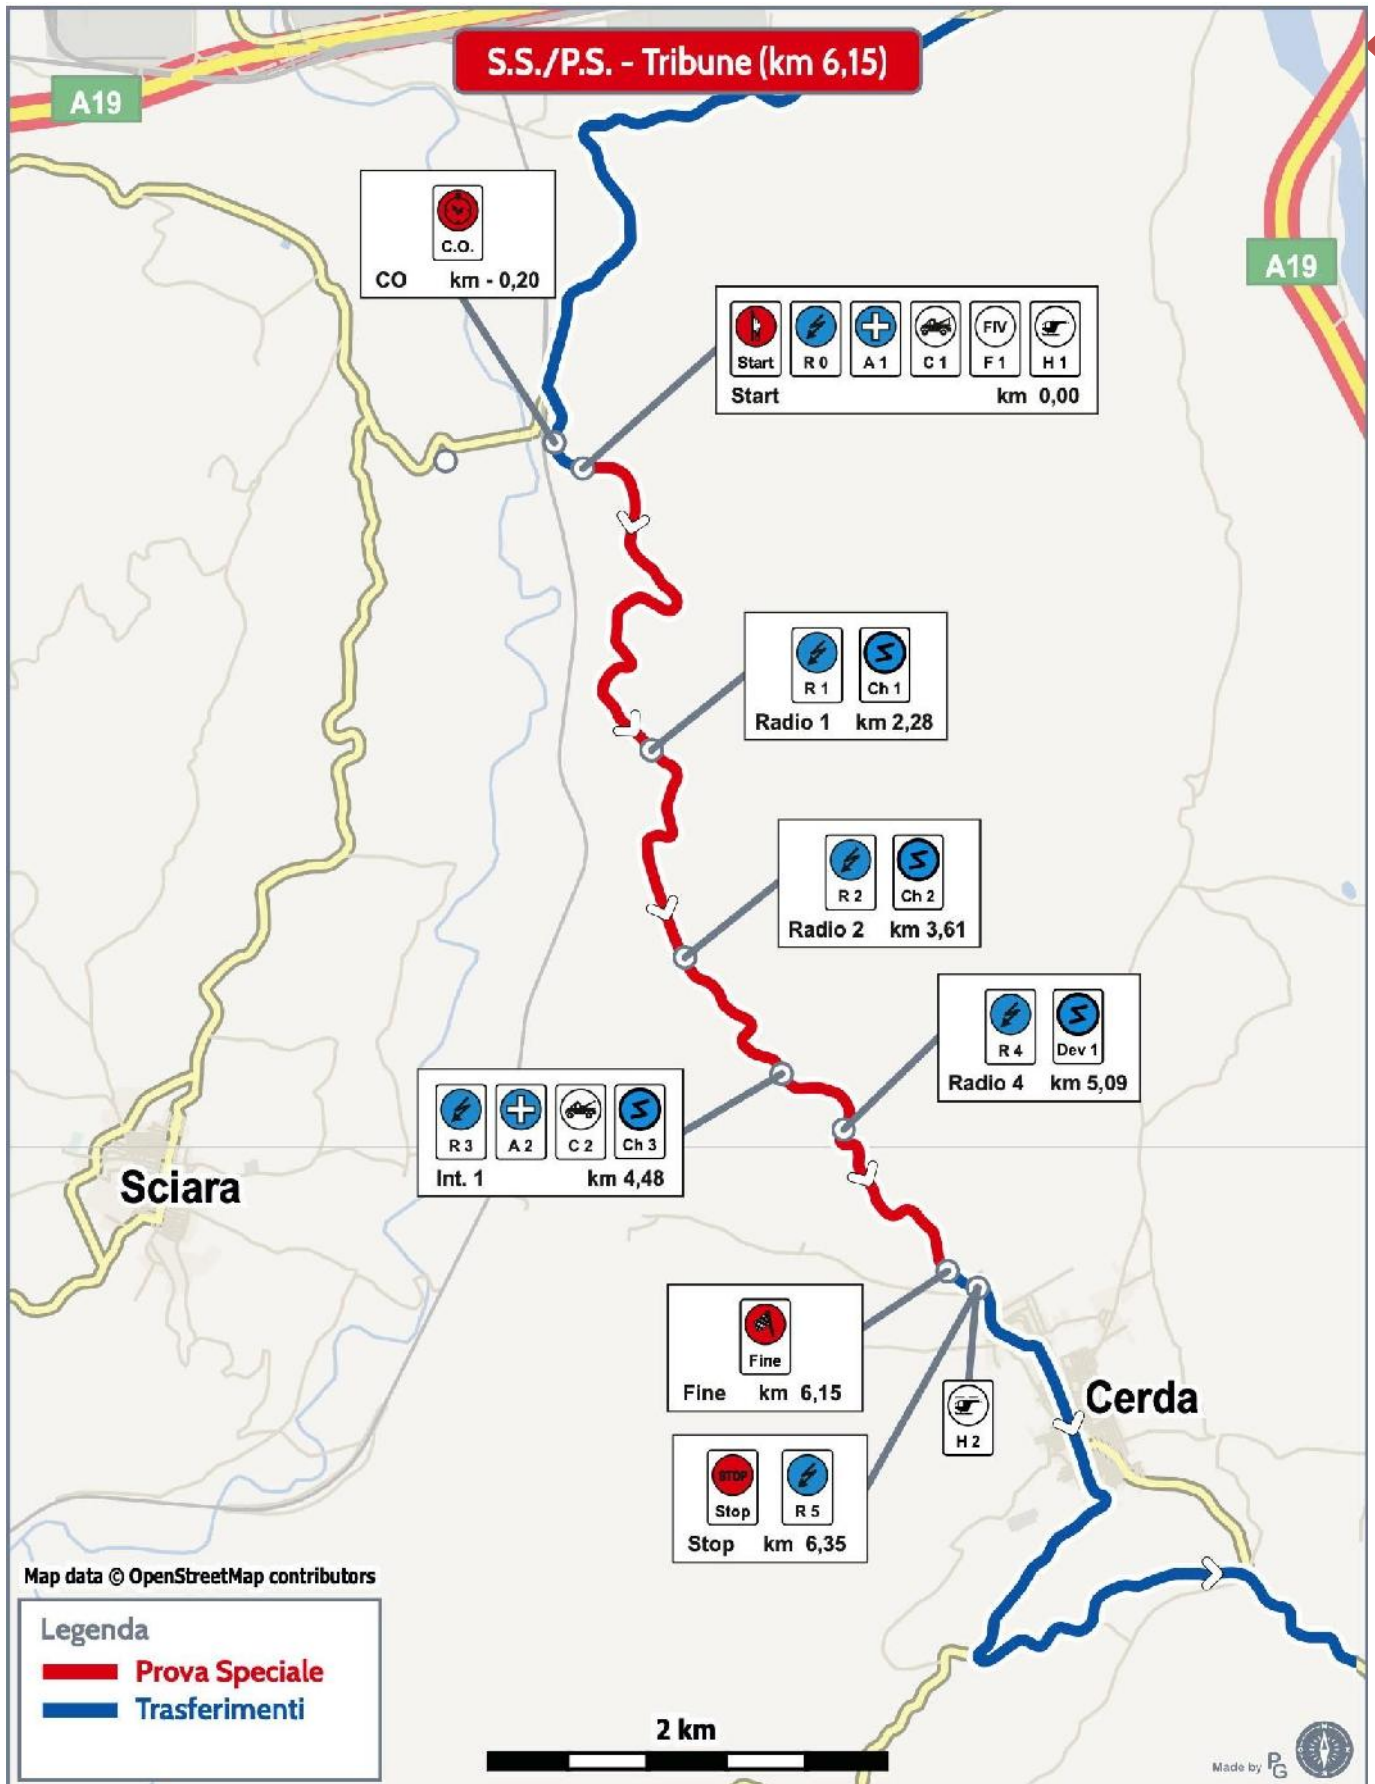 S.S./P.S. - Tribune (km 6,15)
A19
C.O.
CO km - 0,20
A19
Start R 0 A 1 C 1 FIV F 1 H 1
Start km 0,00
R 1 Ch 1
Radio 1 km 2,28
R 2 Ch 2
Radio 2 km 3,61
R 4 Dev 1
Radio 4 km 5,09
R 3 A 2 C 2 Ch 3
Int. 1 km 4,48
Sciara
Fine
Fine km 6,15
Cerda
H 2
STOP
Stop R 5
Stop km 6,35
Map data © OpenStreetMap contributors
Legenda
Prova Speciale
Trasferimenti
2 km
Made by PG